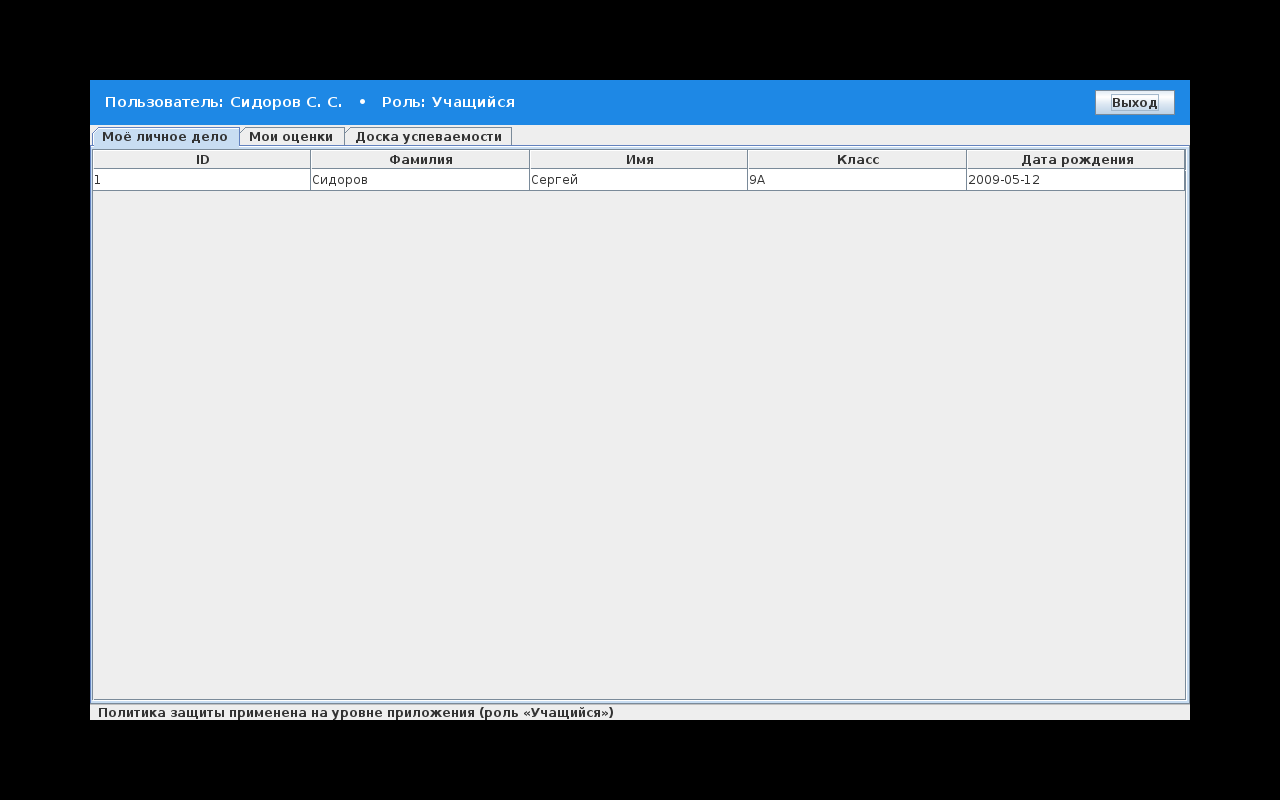 Пользователь: Сидоров С. С. • Роль: Учащийся Выход
Моё личное дело Мои оценки Доска успеваемости
ID Фамилия Имя Класс Дата рождения
1 Сидоров Сергей 9А 2009-05-12
Политика защиты применена на уровне приложения (роль «Учащийся»)